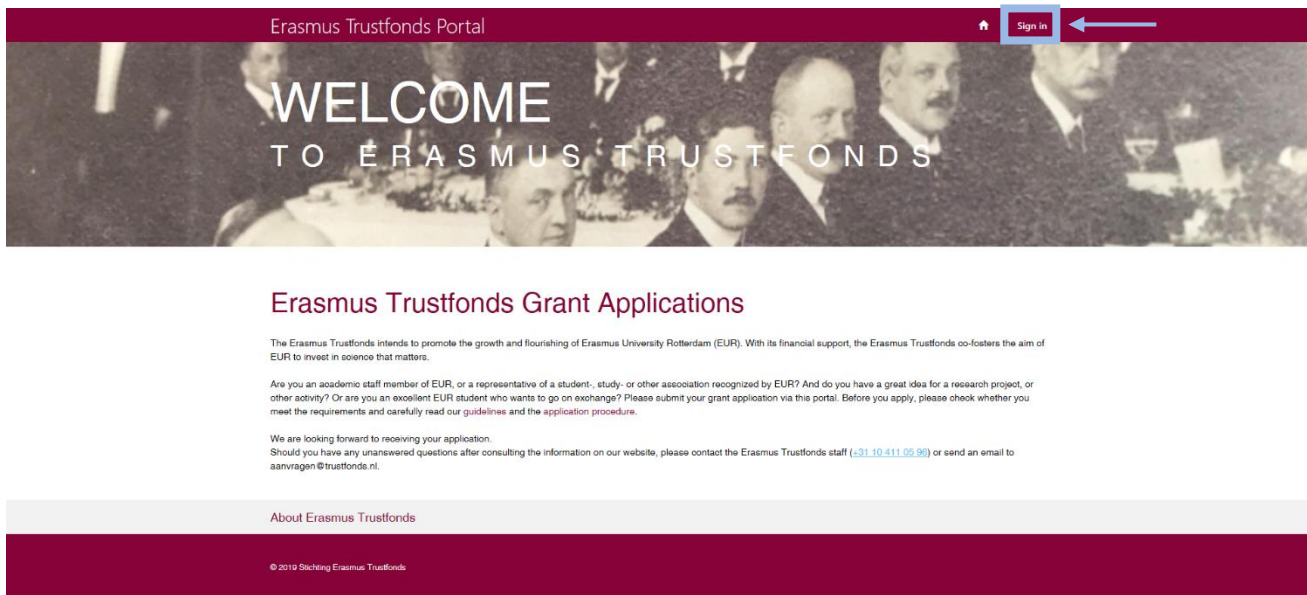 Erasmus Trustfonds Portal
Sign in
WELCOME
TO ERASMUS TRUSTFONDS
Erasmus Trustfonds Grant Applications
The Erasmus Trustfonds intends to promote the growth and flourishing of Erasmus University Rotterdam (EUR). With its financial support, the Erasmus Trustfonds co-fosters the aim of
EUR to invest in science that matters.
Are you an academic staff member of EUR, or a representative of a student-, study- or other association recognized by EUR? And do you have a great idea for a research project, or
other activity? Or are you an excellent EUR student who wants to go on exchange? Please submit your grant application via this portal. Before you apply, please check whether you
meet the requirements and carefully read our guidelines and the application procedure.
We are looking forward to receiving your application.
Should you have any unanswered questions after consulting the information on our website, please contact the Erasmus Trustfonds staff (+31 10 411 05 96) or send an email to
aanvragen@trustfonds.nl.
About Erasmus Trustfonds
© 2019 Stichting Erasmus Trustfonds